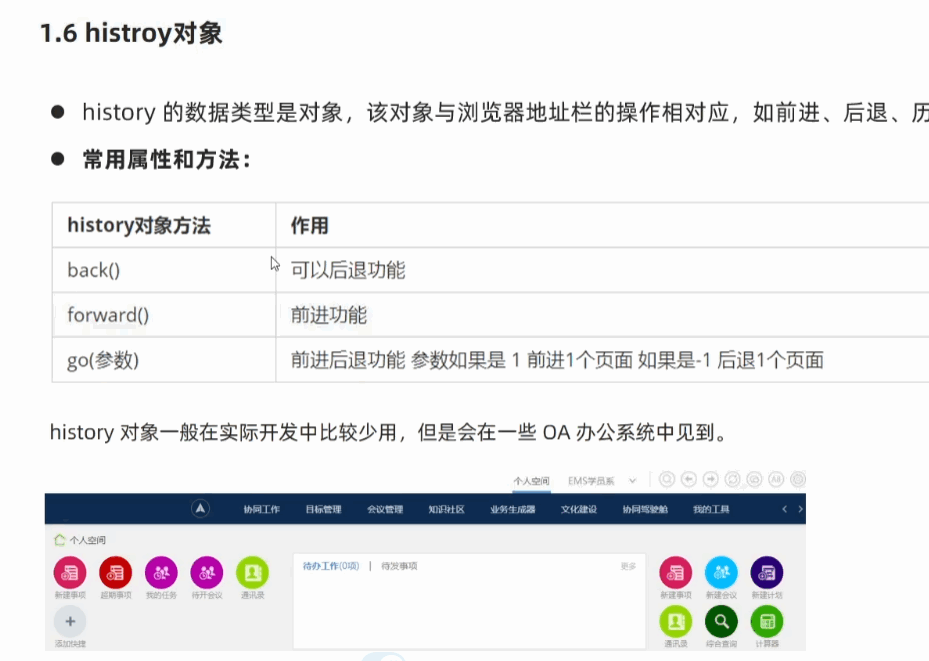 1.6 histroy对象
● history 的数据类型是对象，该对象与浏览器地址栏的操作相对应，如前进、后退、历
● 常用属性和方法：
history对象方法 作用
back() 可以后退功能
forward() 前进功能
go(参数) 前进后退功能 参数如果是 1 前进1个页面 如果是-1 后退1个页面
history 对象一般在实际开发中比较少用，但是会在一些 OA 办公系统中见到。
个人空间 EMS学员系
协同工作 目标管理 会议管理 知识社区 业务生成器 文化建设 协同驾驶舱 我的工具
个人空间
待办工作(0项) | 待发事项 更多
新建事项 超期事项 我的任务 待开会议 通讯录 新建事项 新建会议 新建计划
添加快捷 通讯录 综合查询 计算器